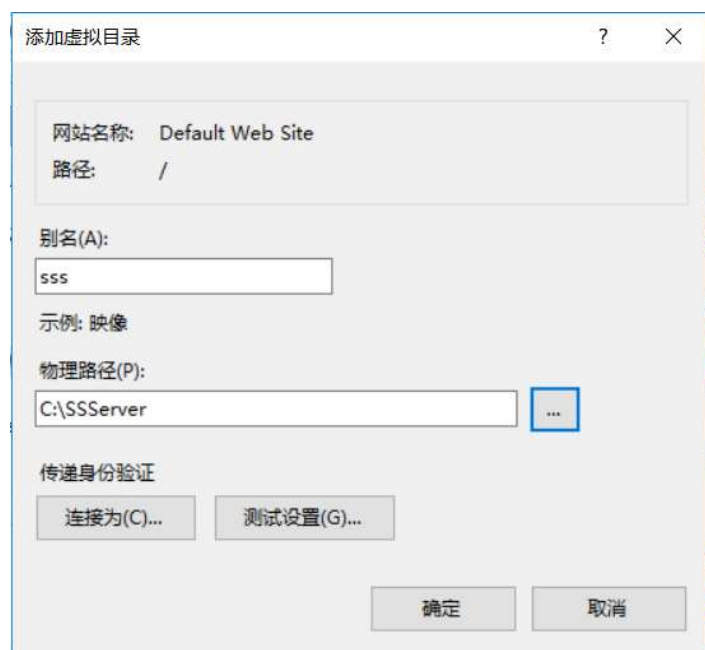 添加虚拟目录 ?
网站名称: Default Web Site
路径: /
别名(A):
sss
示例: 映像
物理路径(P):
C:\SSServer
...
传递身份验证
连接为(C)... 测试设置(G)...
确定 取消